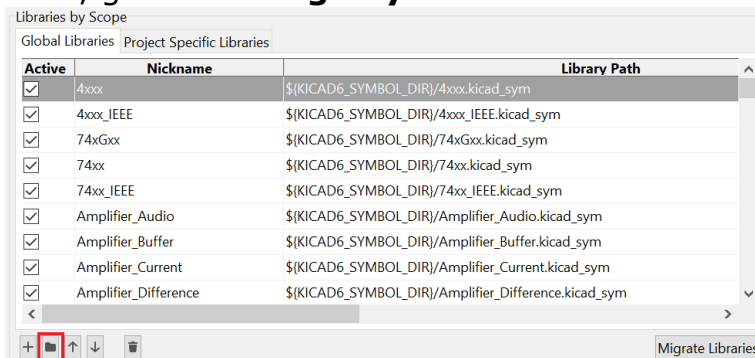 Libraries by Scope
Global Libraries Project Specific Libraries
Active Nickname Library Path
4xxx ${KICAD6_SYMBOL_DIR}/4xxx.kicad_sym
4xxx_IEEE ${KICAD6_SYMBOL_DIR}/4xxx_IEEE.kicad_sym
74xGxx ${KICAD6_SYMBOL_DIR}/74xGxx.kicad_sym
74xx ${KICAD6_SYMBOL_DIR}/74xx.kicad_sym
74xx_IEEE ${KICAD6_SYMBOL_DIR}/74xx_IEEE.kicad_sym
Amplifier_Audio ${KICAD6_SYMBOL_DIR}/Amplifier_Audio.kicad_sym
Amplifier_Buffer ${KICAD6_SYMBOL_DIR}/Amplifier_Buffer.kicad_sym
Amplifier_Current ${KICAD6_SYMBOL_DIR}/Amplifier_Current.kicad_sym
Amplifier_Difference ${KICAD6_SYMBOL_DIR}/Amplifier_Difference.kicad_sym
Migrate Libraries